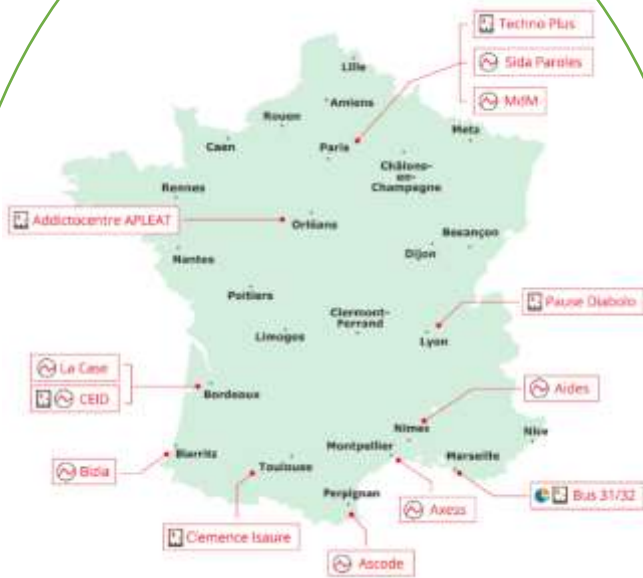 Techno Plus
Sida Paroles
MdM
Lille
Amiens
Rouen
Metz
Caen
Paris
Châlons-
en-
Champagne
Rennes
Addictocentre APLEAT
Orléans
Besançon
Dijon
Nantes
Poitiers
Pause Diabolo
Clermont-
Ferrand
Limoges
Lyon
La Case
CEID
Bordeaux
Aides
Nîmes
Nice
Montpellier
Biarritz
Toulouse
Marseille
Bizia
Bus 31/32
Perpignan
Axess
Clemence Isaure
Ascode